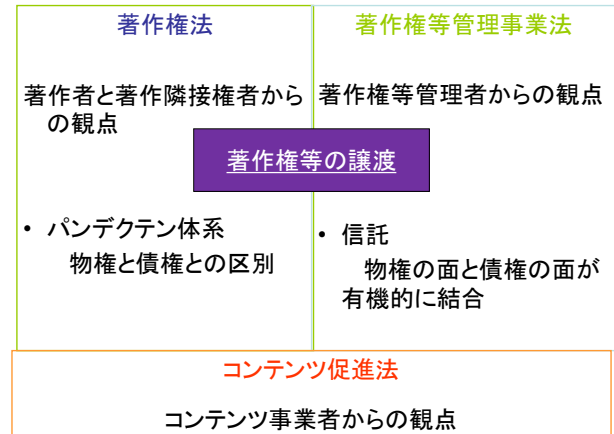 著作権法
著作者と著作隣接権者から
の観点
著作権等管理事業法
著作権等管理者からの観点
著作権等の譲渡
• パンデクテン体系
物権と債権との区別
• 信託
物権の面と債権の面が
有機的に結合
コンテンツ促進法
コンテンツ事業者からの観点